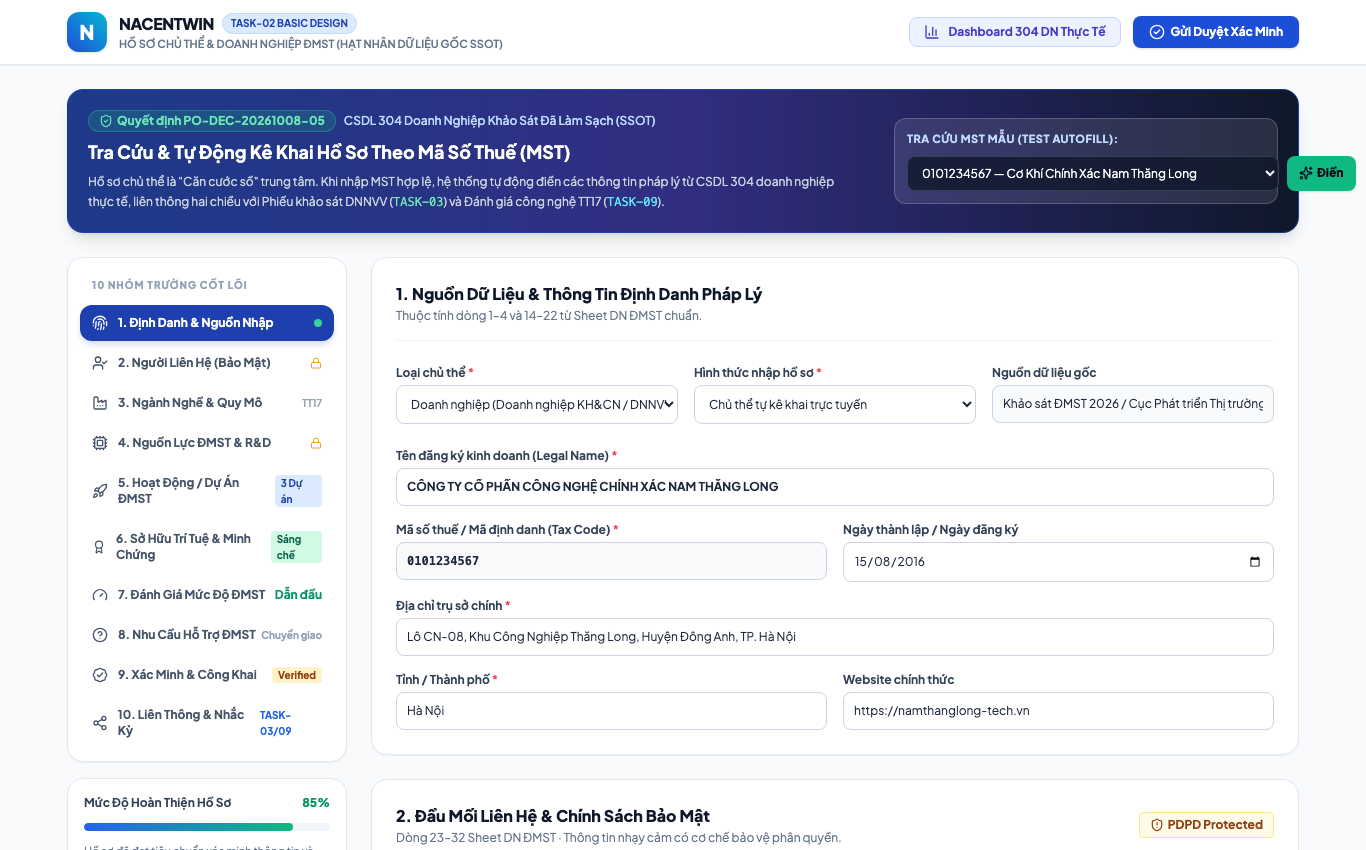 N
NACENTWIN
TASK-02 BASIC DESIGN
HỒ SƠ CHỦ THỂ & DOANH NGHIỆP ĐMST (HẠT NHÂN DỮ LIỆU GỐC SSOT)
Dashboard 304 DN Thực Tế
Gửi Duyệt Xác Minh
Quyết định PO-DEC-20261008-05
CSDL 304 Doanh Nghiệp Khảo Sát Đã Làm Sạch (SSOT)
Tra Cứu & Tự Động Kê Khai Hồ Sơ Theo Mã Số Thuế (MST)
Hồ sơ chủ thể là "Căn cước số" trung tâm. Khi nhập MST hợp lệ, hệ thống tự động điền các thông tin pháp lý từ CSDL 304 doanh nghiệp
thực tế, liên thông hai chiều với Phiếu khảo sát DNNVV (TASK-03) và Đánh giá công nghệ TT17 (TASK-09).
TRA CỨU MST MẪU (TEST AUTOFILL):
0101234567 — Cơ Khí Chính Xác Nam Thăng Long
Điền
10 NHÓM TRƯỜNG CỐT LÕI
1. Định Danh & Nguồn Nhập
2. Người Liên Hệ (Bảo Mật)
3. Ngành Nghề & Quy Mô
TT17
4. Nguồn Lực ĐMST & R&D
5. Hoạt Động / Dự Án
ĐMST
3 Dự
án
6. Sở Hữu Trí Tuệ & Minh
Chứng
Sáng
chế
7. Đánh Giá Mức Độ ĐMST
Dẫn đầu
8. Nhu Cầu Hỗ Trợ ĐMST
Chuyển giao
9. Xác Minh & Công Khai
Verified
10. Liên Thông & Nhắc
Kỳ
TASK-
03/09
Mức Độ Hoàn Thiện Hồ Sơ
85%
1. Nguồn Dữ Liệu & Thông Tin Định Danh Pháp Lý
Thuộc tính dòng 1-4 và 14-22 từ Sheet DN ĐMST chuẩn.
Loại chủ thể *
Hình thức nhập hồ sơ *
Nguồn dữ liệu gốc
Doanh nghiệp (Doanh nghiệp KH&CN / DNNV
Chủ thể tự kê khai trực tuyến
Khảo sát ĐMST 2026 / Cục Phát triển Thị trường
Tên đăng ký kinh doanh (Legal Name) *
CÔNG TY CỔ PHẦN CÔNG NGHỆ CHÍNH XÁC NAM THĂNG LONG
Mã số thuế / Mã định danh (Tax Code) *
Ngày thành lập / Ngày đăng ký
0101234567
15/08/2016
Địa chỉ trụ sở chính *
Lô CN-08, Khu Công Nghiệp Thăng Long, Huyện Đông Anh, TP. Hà Nội
Tỉnh / Thành phố *
Website chính thức
Hà Nội
https://namthanglong-tech.vn
2. Đầu Mối Liên Hệ & Chính Sách Bảo Mật
Dòng 23-32 Sheet DN ĐMST · Thông tin nhạy cảm có cơ chế bảo vệ phân quyền.
PDPD Protected